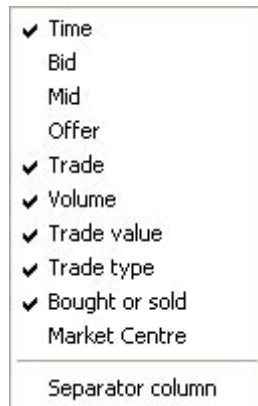 Time
Bid
Mid
Offer
Trade
Volume
Trade value
Trade type
Bought or sold
Market Centre
Separator column